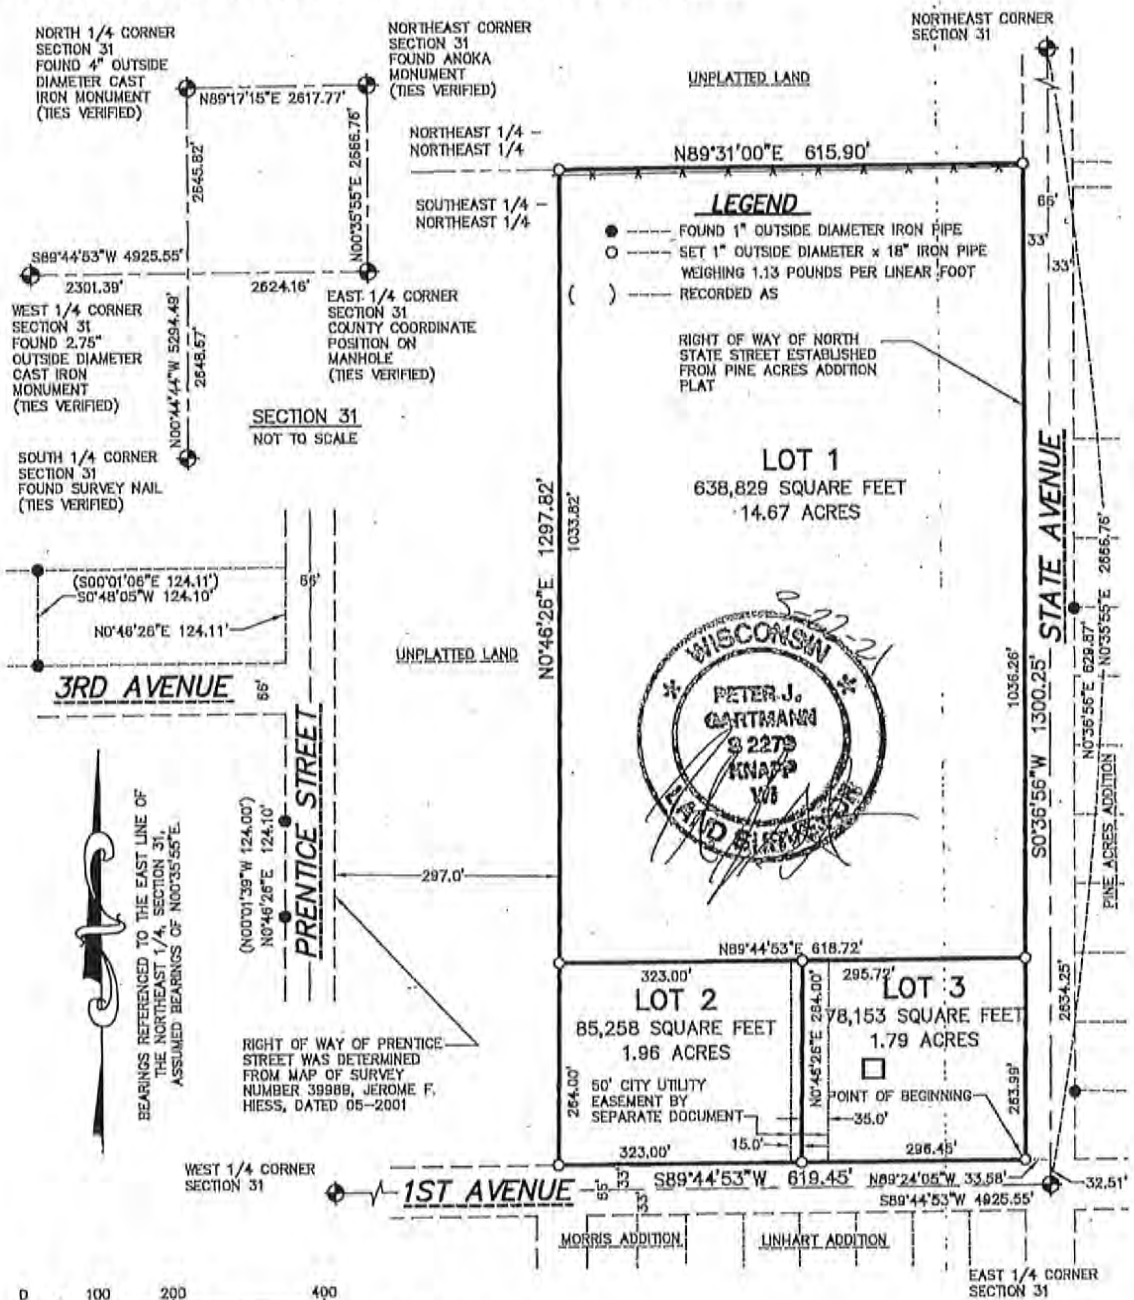 NORTH 1/4 CORNER
SECTION 31
FOUND 4" OUTSIDE
DIAMETER CAST
IRON MONUMENT
(TIES VERIFIED)
N89°17'15"E 2617.77'
NORTHEAST CORNER
SECTION 31
FOUND ANOKA
MONUMENT
(TIES VERIFIED)
2645.82'
N00°35'55"E 2666.76'
S89°44'53"W 4925.55'
2301.39'
2624.16'
WEST 1/4 CORNER
SECTION 31
FOUND 2.75"
OUTSIDE DIAMETER
CAST IRON
MONUMENT
(TIES VERIFIED)
N00°44'44"W 5294.49'
2648.67'
EAST 1/4 CORNER
SECTION 31
COUNTY COORDINATE
POSITION ON
MANHOLE
(TIES VERIFIED)
SECTION 31
NOT TO SCALE
SOUTH 1/4 CORNER
SECTION 31
FOUND SURVEY NAIL
(TIES VERIFIED)
NORTHEAST CORNER
SECTION 31
UNPLATTED LAND
NORTHEAST 1/4 -
NORTHEAST 1/4
SOUTHEAST 1/4 -
NORTHEAST 1/4
N89°31'00"E 615.90'
66'
33'
33'
LEGEND
FOUND 1" OUTSIDE DIAMETER IRON PIPE
SET 1" OUTSIDE DIAMETER x 18" IRON PIPE
WEIGHING 1.13 POUNDS PER LINEAR FOOT
( ) RECORDED AS
RIGHT OF WAY OF NORTH
STATE STREET ESTABLISHED
FROM PINE ACRES ADDITION
PLAT
LOT 1
638,829 SQUARE FEET
14.67 ACRES
N0°46'26"E 1297.82'
1033.82'
STATE AVENUE
1036.26'
S0°36'56"W 1300.25'
N0°36'56"E 629.87'
N0°35'55"E 2666.76'
PINE ACRES ADDITION
2634.25'
(S00°01'06"E 124.11')
S0°48'05"W 124.10'
N0°46'26"E 124.11'
66'
3RD AVENUE
66'
UNPLATTED LAND
PRENTICE STREET
(N00°01'39"W 124.00')
N0°46'26"E 124.10'
297.0'
5-22-21
WISCONSIN
PETER J.
GARTMANN
S 2279
KNAPP
WI
LAND SURVEYOR
BEARINGS REFERENCED TO THE EAST LINE OF
THE NORTHEAST 1/4, SECTION 31,
ASSUMED BEARINGS OF N00°35'55"E.
RIGHT OF WAY OF PRENTICE
STREET WAS DETERMINED
FROM MAP OF SURVEY
NUMBER 39988, JEROME F.
HIESS, DATED 05-2001
N89°44'53"E 618.72'
323.00'
295.72'
LOT 2
85,258 SQUARE FEET
1.96 ACRES
264.00'
50' CITY UTILITY
EASEMENT BY
SEPARATE DOCUMENT
15.0'
323.00'
N0°46'26"E 264.00'
LOT 3
78,153 SQUARE FEET
1.79 ACRES
POINT OF BEGINNING
35.0'
263.99'
296.45'
WEST 1/4 CORNER
SECTION 31
1ST AVENUE
33'
33'
S89°44'53"W 619.45'
N89°24'05"W 33.58'
S89°44'53"W 4925.55'
32.51'
MORRIS ADDITION
LINHART ADDITION
EAST 1/4 CORNER
SECTION 31
0 100 200 400